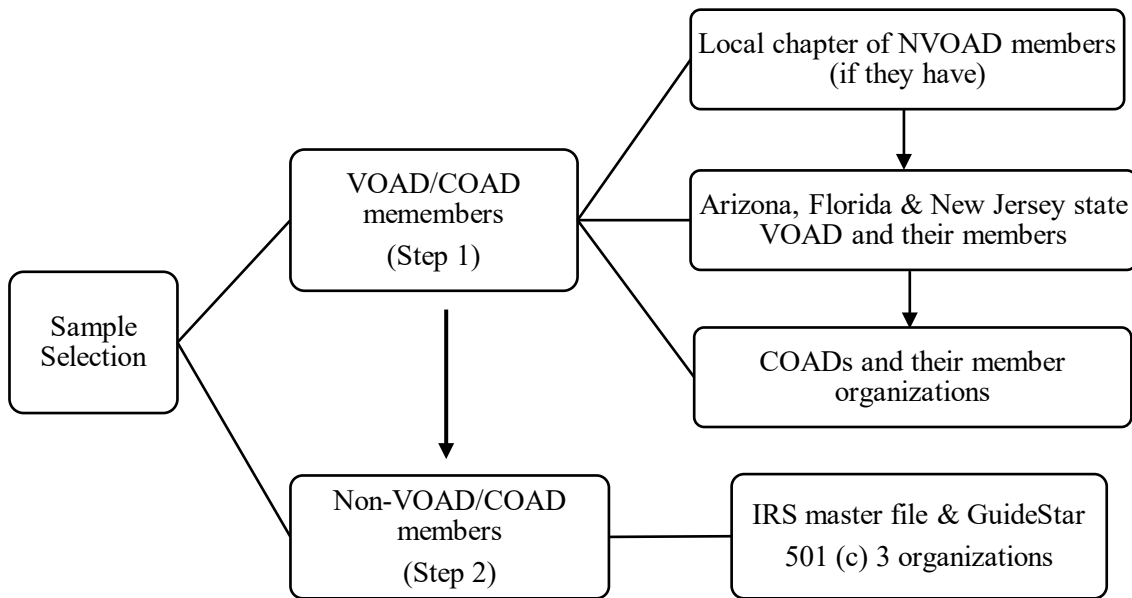 Sample
Selection
VOAD/COAD
memembers
(Step 1)
Local chapter of NVOAD members
(if they have)
Arizona, Florida & New Jersey state
VOAD and their members
COADs and their member
organizations
Non-VOAD/COAD
members
(Step 2)
IRS master file & GuideStar
501 (c) 3 organizations